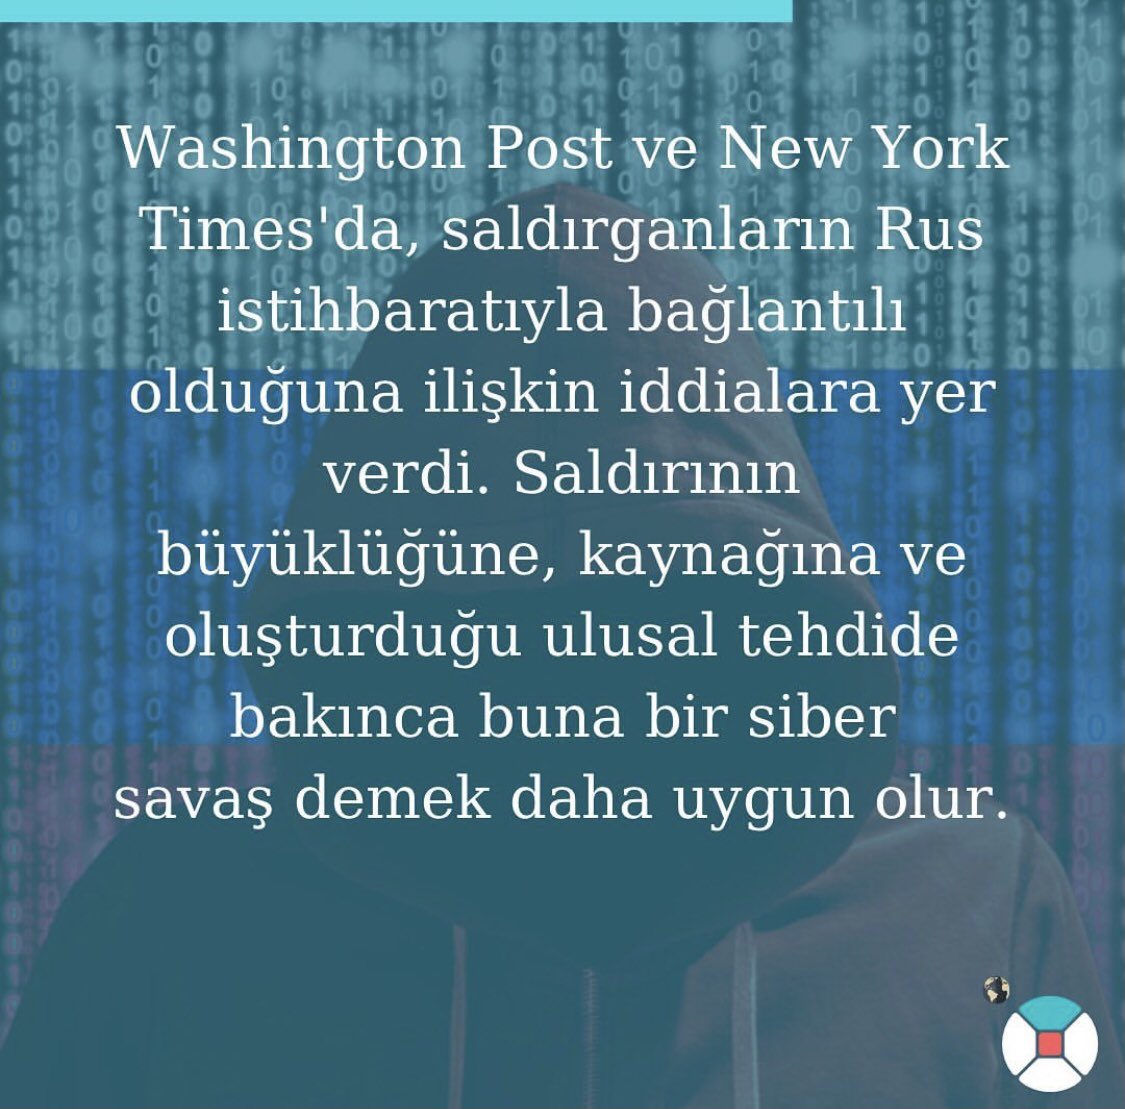 Washington Post ve New York
Times'da, saldırganların Rus
istihbaratıyla bağlantılı
olduğuna ilişkin iddialara yer
verdi. Saldırının
büyüklüğüne, kaynağına ve
oluşturduğu ulusal tehdide
bakınca buna bir siber
savaş demek daha uygun olur.